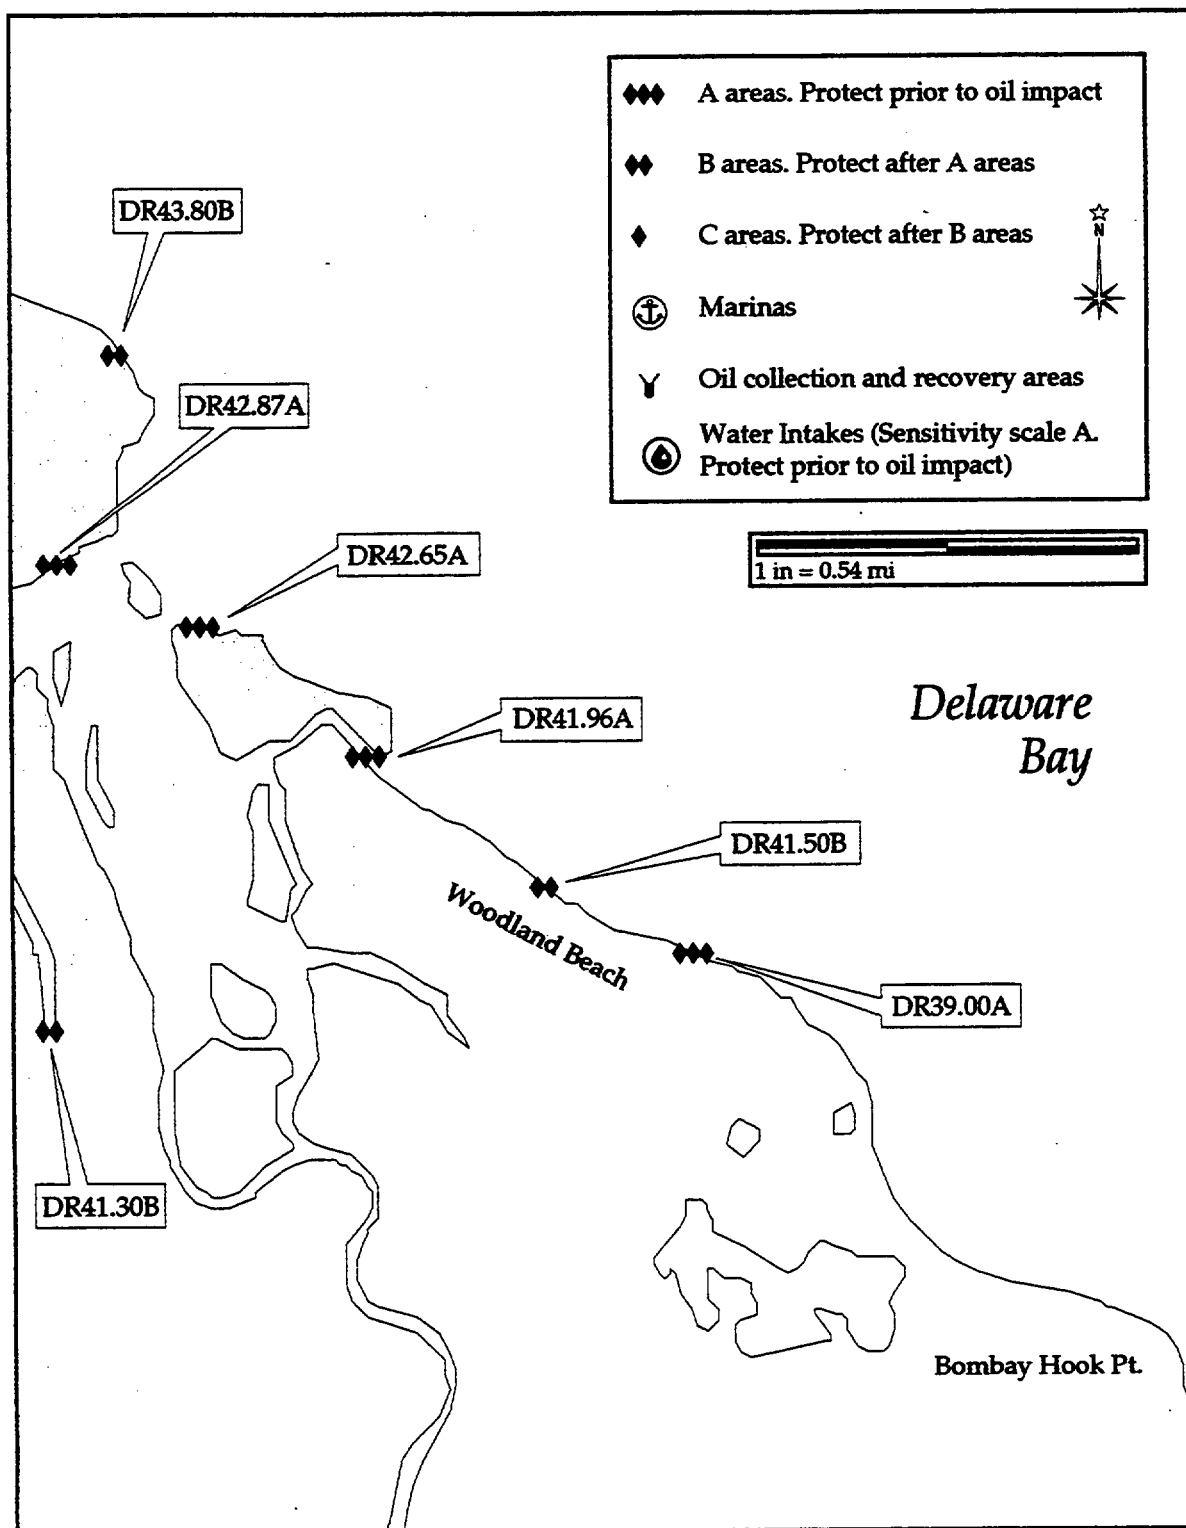 A areas. Protect prior to oil impact
B areas. Protect after A areas
C areas. Protect after B areas
N
Marinas
Oil collection and recovery areas
Water Intakes (Sensitivity scale A.
Protect prior to oil impact)
1 in = 0.54 mi
DR43.80B
DR42.87A
DR42.65A
DR41.96A
Delaware
Bay
DR41.50B
Woodland Beach
DR39.00A
DR41.30B
Bombay Hook Pt.